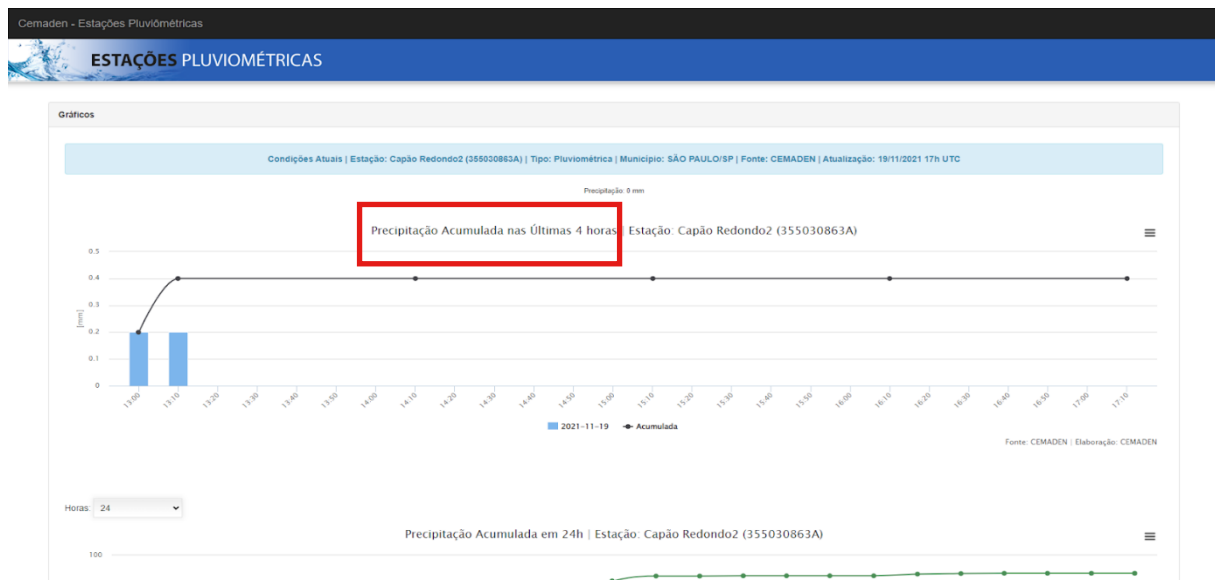 Cemaden - Estações Pluviométricas
ESTAÇÕES PLUVIOMÉTRICAS
Gráficos
Condições Atuais | Estação: Capão Redondo2 (355030863A) | Tipo: Pluviométrica | Município: SÃO PAULO/SP | Fonte: CEMADEN | Atualização: 19/11/2021 17h UTC
Precipitação: 0 mm
Precipitação Acumulada nas Últimas 4 horas | Estação: Capão Redondo2 (355030863A)
0.5
0.4
0.3
[mm]
0.2
0.1
0
13:00 13:10 13:20 13:30 13:40 13:50 14:00 14:10 14:20 14:30 14:40 14:50 15:00 15:10 15:20 15:30 15:40 15:50 16:00 16:10 16:20 16:30 16:40 16:50 17:00 17:10
2021-11-19 Acumulada
Fonte: CEMADEN | Elaboração: CEMADEN
Horas: 24
Precipitação Acumulada em 24h | Estação: Capão Redondo2 (355030863A)
100